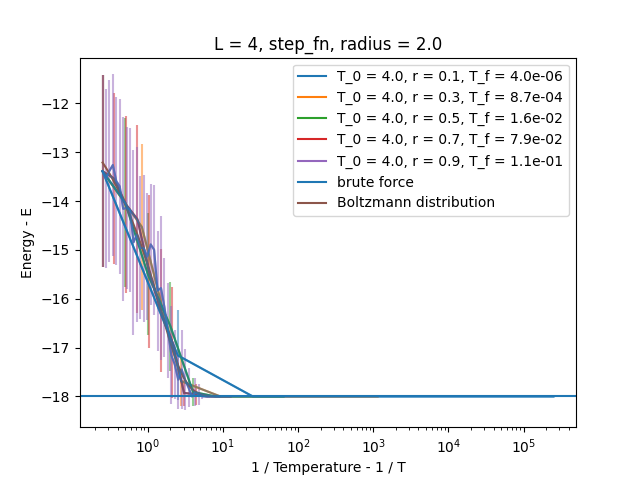 L = 4, step_fn, radius = 2.0
T_0 = 4.0, r = 0.1, T_f = 4.0e-06
T_0 = 4.0, r = 0.3, T_f = 8.7e-04
T_0 = 4.0, r = 0.5, T_f = 1.6e-02
T_0 = 4.0, r = 0.7, T_f = 7.9e-02
T_0 = 4.0, r = 0.9, T_f = 1.1e-01
brute force
Boltzmann distribution
Energy - E
−12
−13
−14
−15
−16
−17
−18
10⁰ 10¹ 10² 10³ 10⁴ 10⁵
1 / Temperature - 1 / T